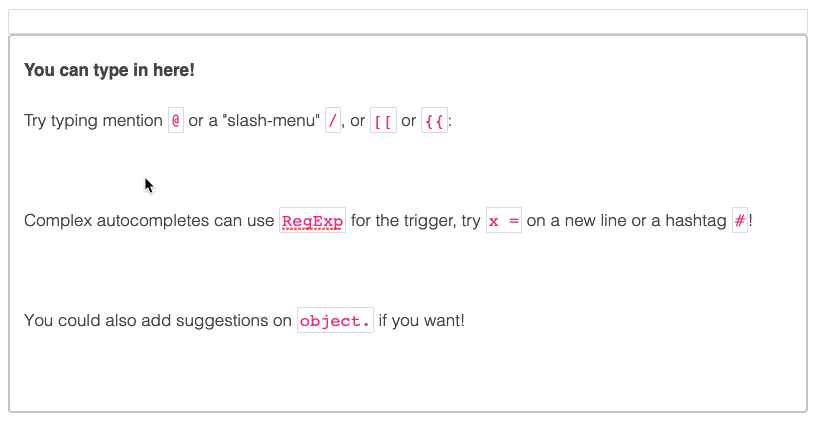 You can type in here!
Try typing mention @ or a "slash-menu" /, or [[ or {{:
Complex autocompletes can use RegExp for the trigger, try x = on a new line or a hashtag #!
You could also add suggestions on object. if you want!